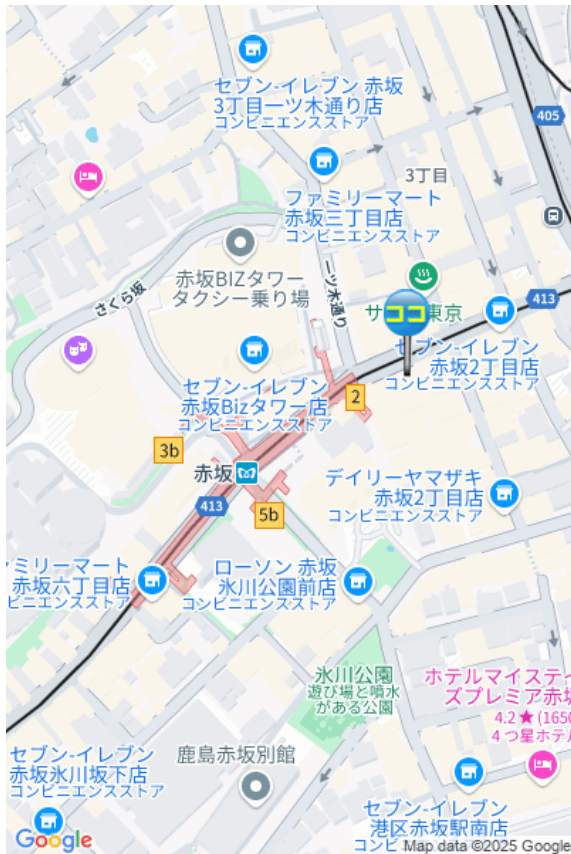 セブン-イレブン 赤坂
3丁目一ツ木通り店
コンビニエンスストア
405
3丁目
ファミリーマート
赤坂三丁目店
コンビニエンスストア
赤坂BIZタワー
タクシー乗り場
一ツ木通り
さくら坂
413
ココ
サ
東京
セブン-イレブン
赤坂2丁目店
コンビニエンスストア
セブン-イレブン
赤坂Bizタワー店
コンビニエンスストア
2
3b
赤坂
デイリーヤマザキ
赤坂2丁目店
コンビニエンスストア
413
5b
ァミリーマート
赤坂六丁目店
ビニエンスストア
ローソン 赤坂
氷川公園前店
コンビニエンスストア
氷川公園
遊び場と噴水
がある公園
ホテルマイステイ
ズプレミア赤坂
4.2★(1650
4 つ星ホテル
鹿島赤坂別館
セブン-イレブン
赤坂氷川坂下店
コンビニエンスストア
セブン-イレブン
港区赤坂駅南店
コンビニ
Google
Map data ©2025 Google